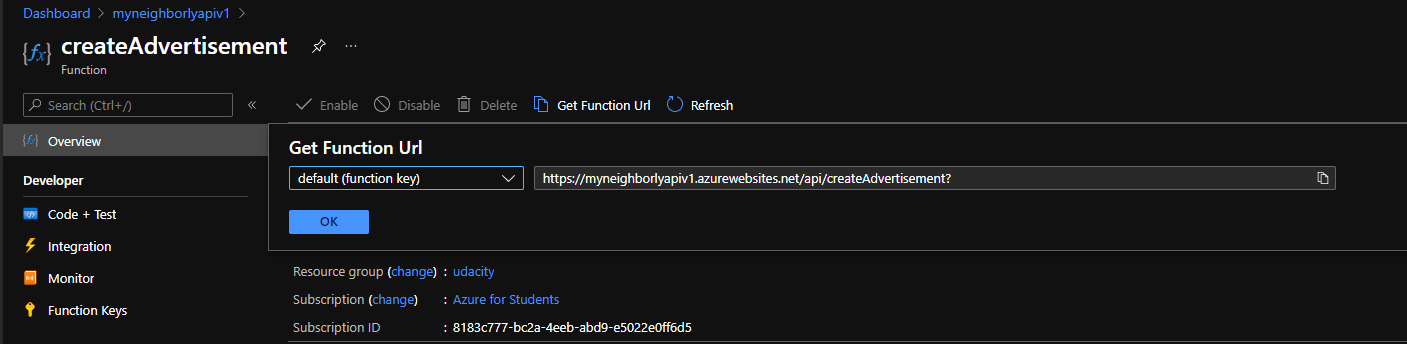 Dashboard > myneighborlyapiv1 >
{fx} createAdvertisement ...
Function
Search (Ctrl+/) «
Enable Disable Delete Get Function Url Refresh
Overview
Get Function Url
default (function key) https://myneighborlyapiv1.azurewebsites.net/api/createAdvertisement?
OK
Developer
Code + Test
Integration
Monitor
Function Keys
Resource group (change) : udacity
Subscription (change) : Azure for Students
Subscription ID : 8183c777-bc2a-4eeb-abd9-e5022e0ff6d5